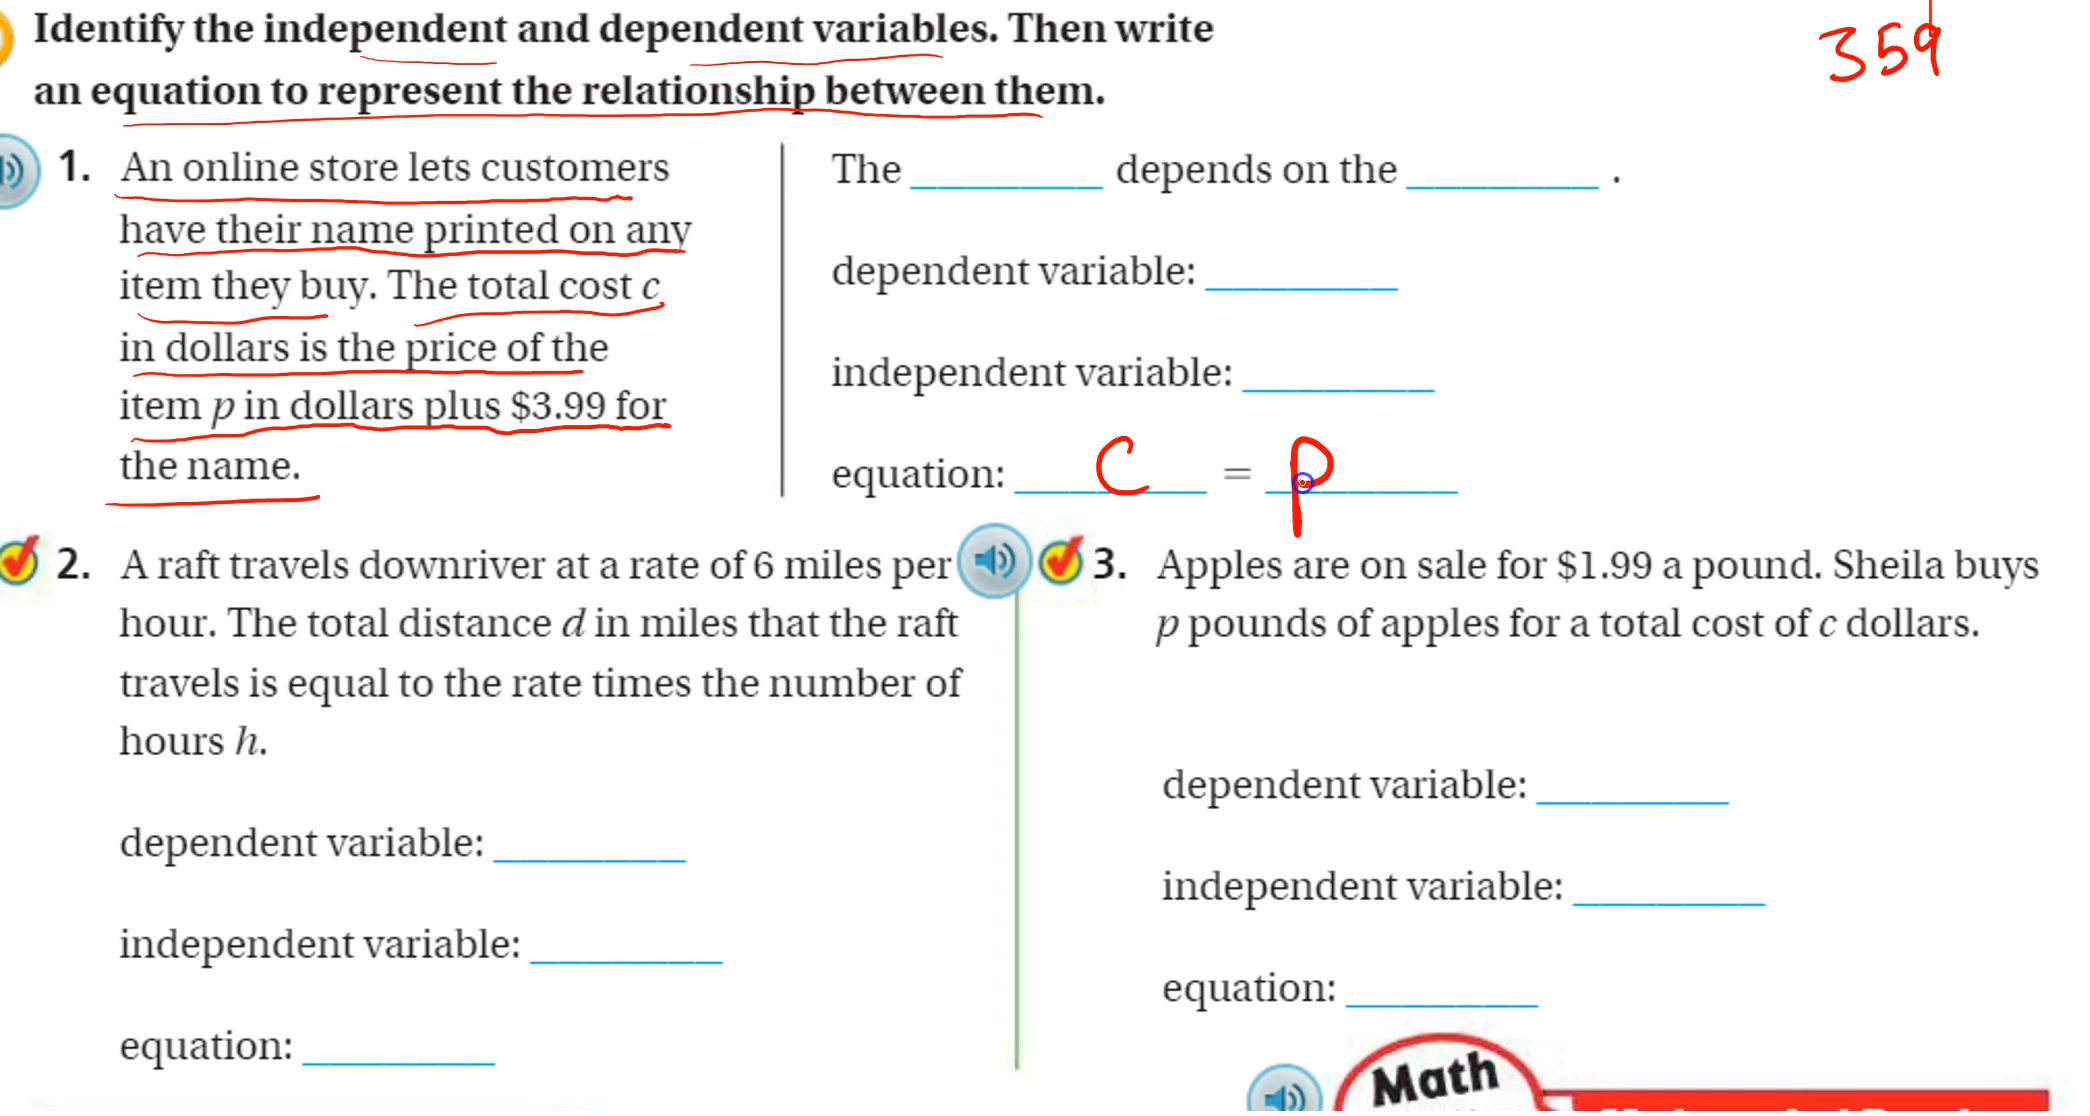 Identify the independent and dependent variables. Then write
359
an equation to represent the relationship between them.
1. An online store lets customers
have their name printed on any
item they buy. The total cost c
in dollars is the price of the
item p in dollars plus $3.99 for
the name.
The ________ depends on the ________ .
dependent variable: ________
independent variable: ________
equation: C = p
2. A raft travels downriver at a rate of 6 miles per
hour. The total distance d in miles that the raft
travels is equal to the rate times the number of
hours h.
dependent variable: ________
independent variable: ________
equation: ________
3. Apples are on sale for $1.99 a pound. Sheila buys
p pounds of apples for a total cost of c dollars.
dependent variable: ________
independent variable: ________
equation: ________
Math